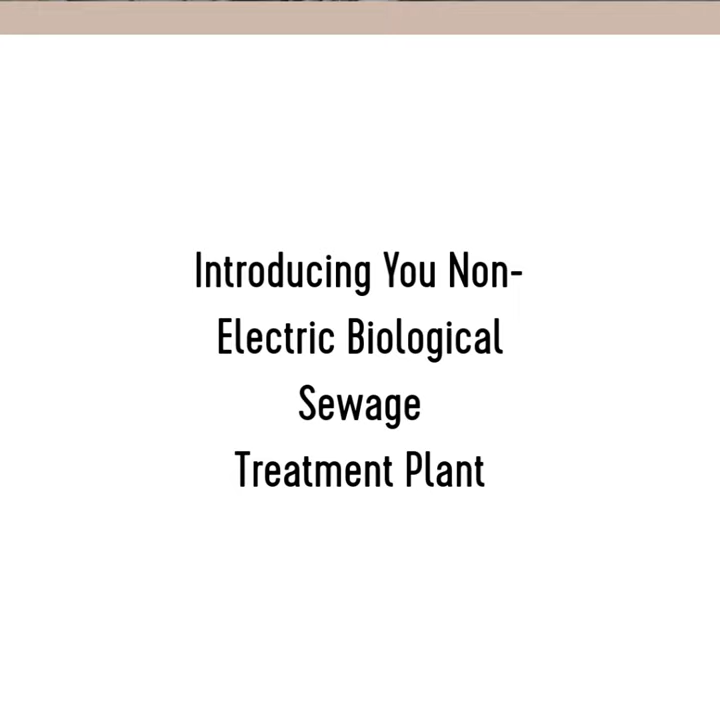 Introducing You Non-
Electric Biological
Sewage
Treatment Plant